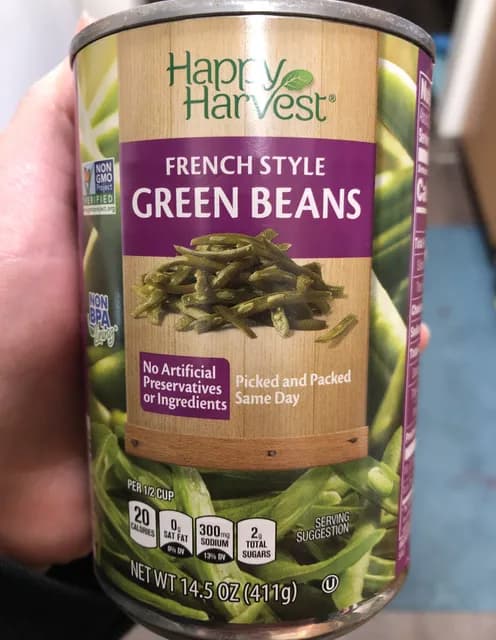 Happy
Harvest®
FRENCH STYLE
GREEN BEANS
NON
GMO
Project
VERIFIED
NON
BPA
No Artificial
Preservatives
or Ingredients
Picked and Packed
Same Day
PER 1/2 CUP
20
CALORIES
0g
SAT FAT
0% DV
300mg
SODIUM
13% DV
2g
TOTAL
SUGARS
SERVING
SUGGESTION
NET WT 14.5 OZ (411g)
U